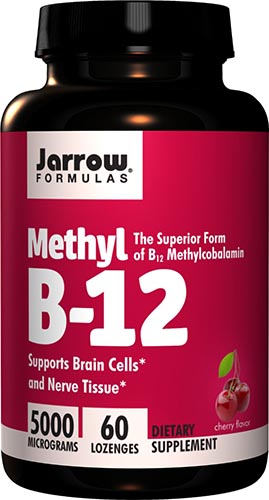 Jarrow
FORMULAS®
Methyl
The Superior Form
of B12 Methylcobalamin
B-12
Supports Brain Cells*
and Nerve Tissue*
cherry flavor
5000
MICROGRAMS
60
LOZENGES
DIETARY
SUPPLEMENT